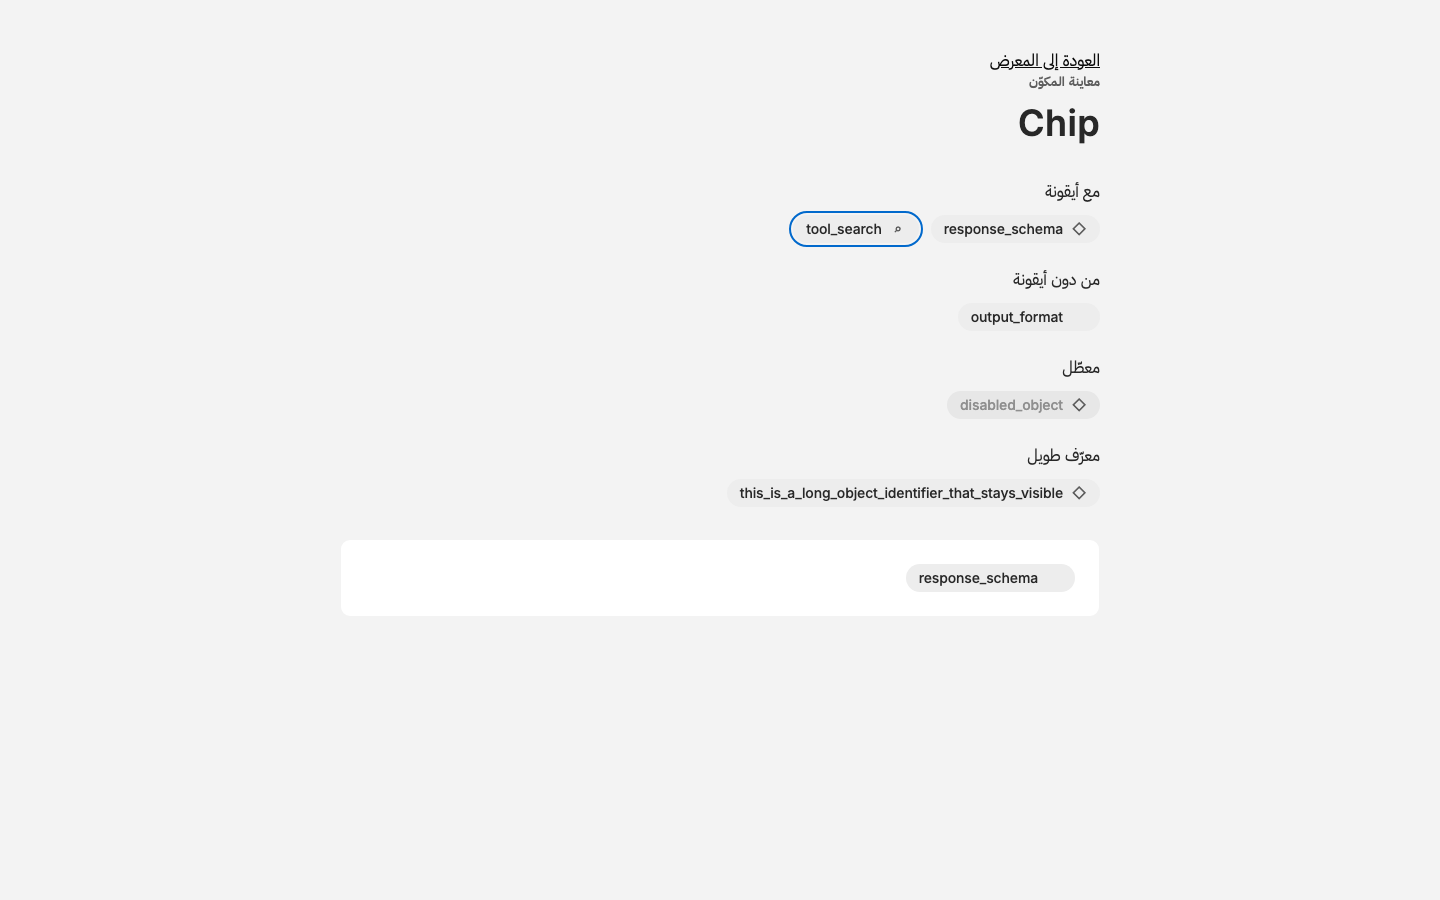 العودة إلى المعرض
معاينة المكوّن
Chip
مع أيقونة
response_schema
tool_search
من دون أيقونة
output_format
معطّل
disabled_object
معرّف طويل
this_is_a_long_object_identifier_that_stays_visible
response_schema